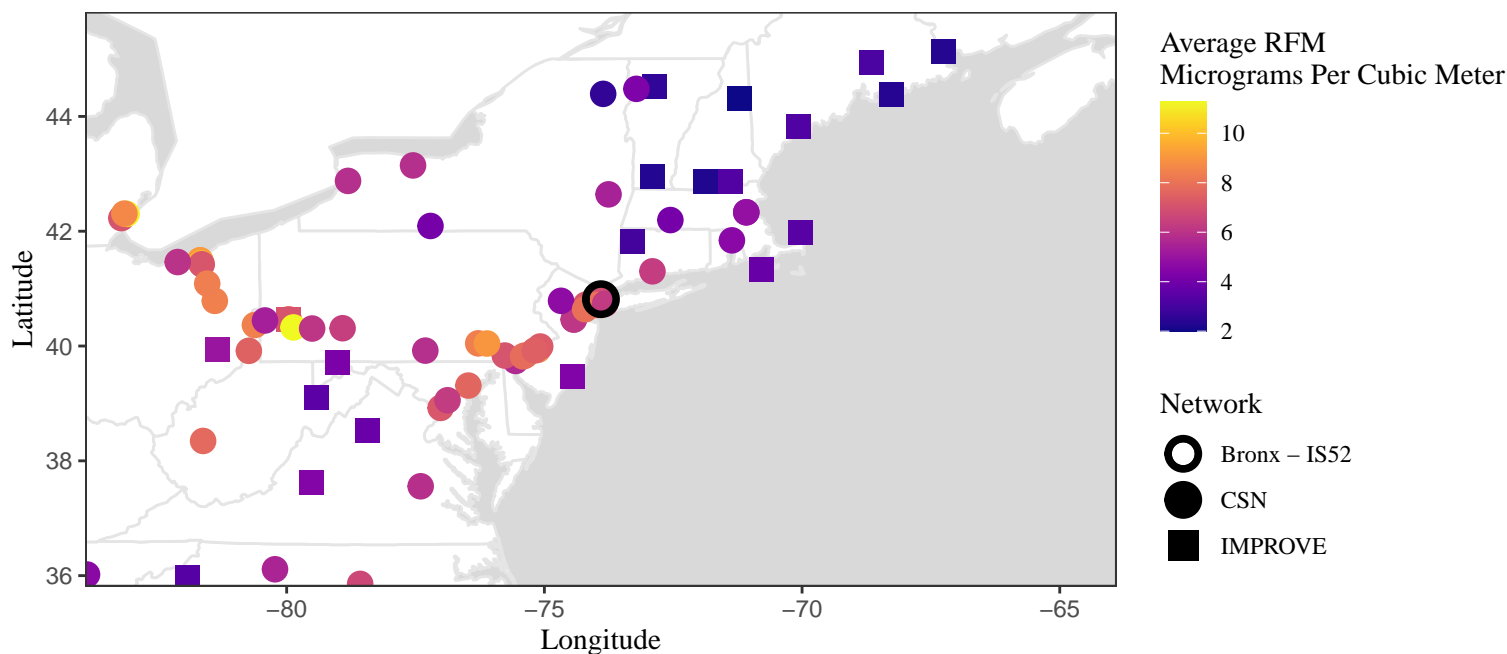 Latitude
44
42
40
38
36
−80
−75
−70
−65
Longitude
Average RFM
Micrograms Per Cubic Meter
10
8
6
4
2
Network
Bronx – IS52
CSN
IMPROVE